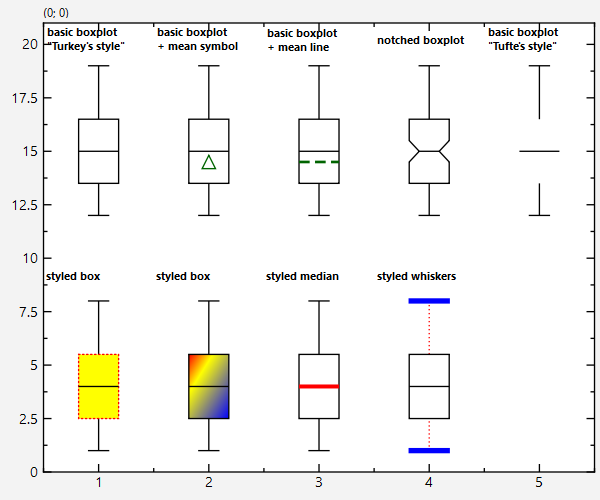 (0; 0)
basic boxplot
"Turkey's style"
basic boxplot
+ mean symbol
basic boxplot
+ mean line
notched boxplot
basic boxplot
"Tufte's style"
20
17.5
15
12.5
10
styled box
styled box
styled median
styled whiskers
7.5
5
2.5
0
1
2
3
4
5